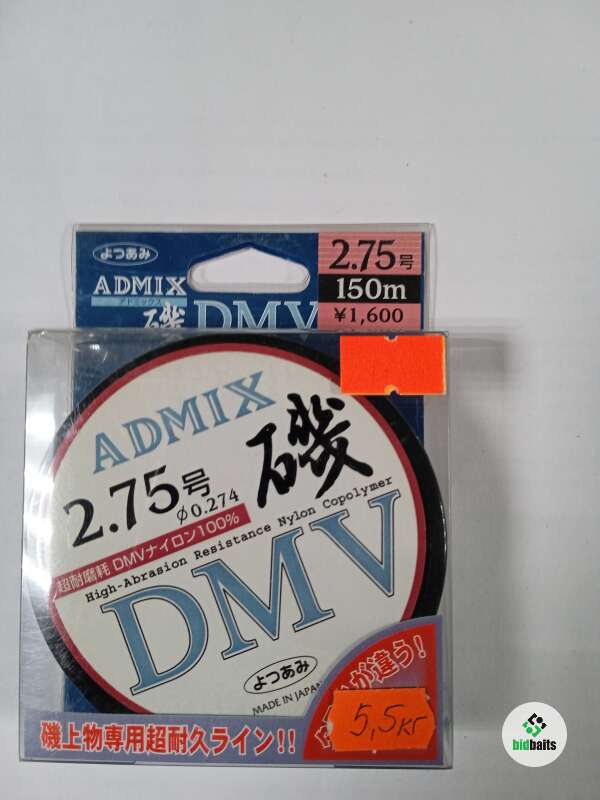 よつあみ
ADMIX
アドミックス
磯 DMV
2.75号
150m
¥1,600
ADMIX
磯
2.75号
φ0.274
超耐磨耗 DMVナイロン100%
High-Abrasion Resistance Nylon Copolymer
DMV
よつあみ
MADE IN JAPAN
が違う!
5,5кг
磯上物専用超耐久ライン!!
bidbaits